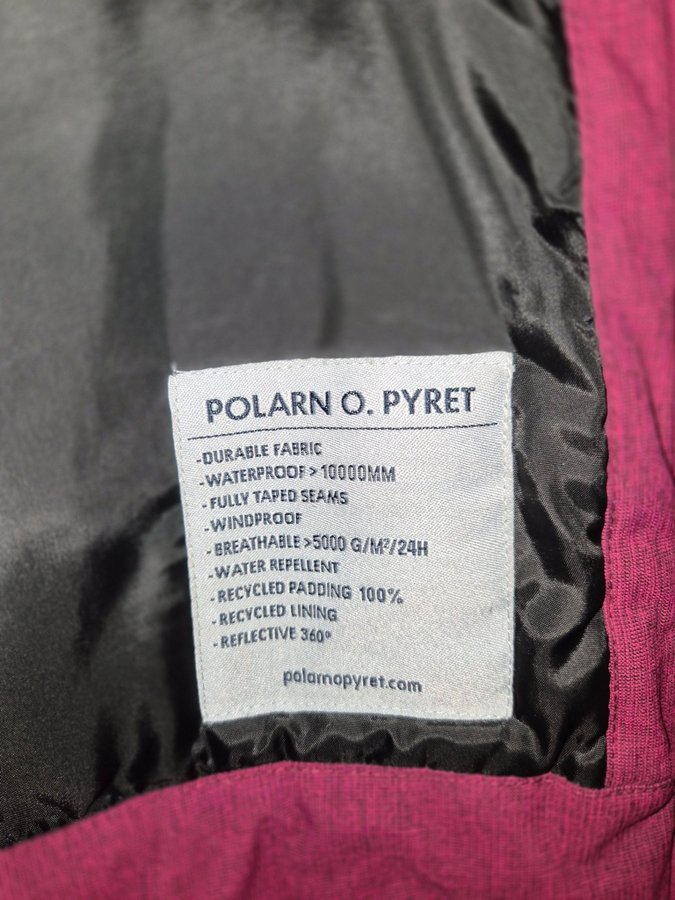 POLARN O. PYRET
-DURABLE FABRIC
-WATERPROOF > 10000MM
-FULLY TAPED SEAMS
-WINDPROOF
-BREATHABLE >5000 G/M²/24H
-WATER REPELLENT
-RECYCLED PADDING 100%
-RECYCLED LINING
-REFLECTIVE 360°
polarnopyret.com